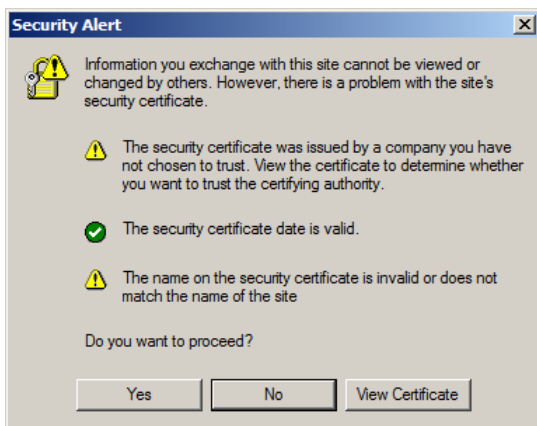 Security Alert
Information you exchange with this site cannot be viewed or
changed by others. However, there is a problem with the site's
security certificate.
The security certificate was issued by a company you have
not chosen to trust. View the certificate to determine whether
you want to trust the certifying authority.
The security certificate date is valid.
The name on the security certificate is invalid or does not
match the name of the site
Do you want to proceed?
Yes
No
View Certificate